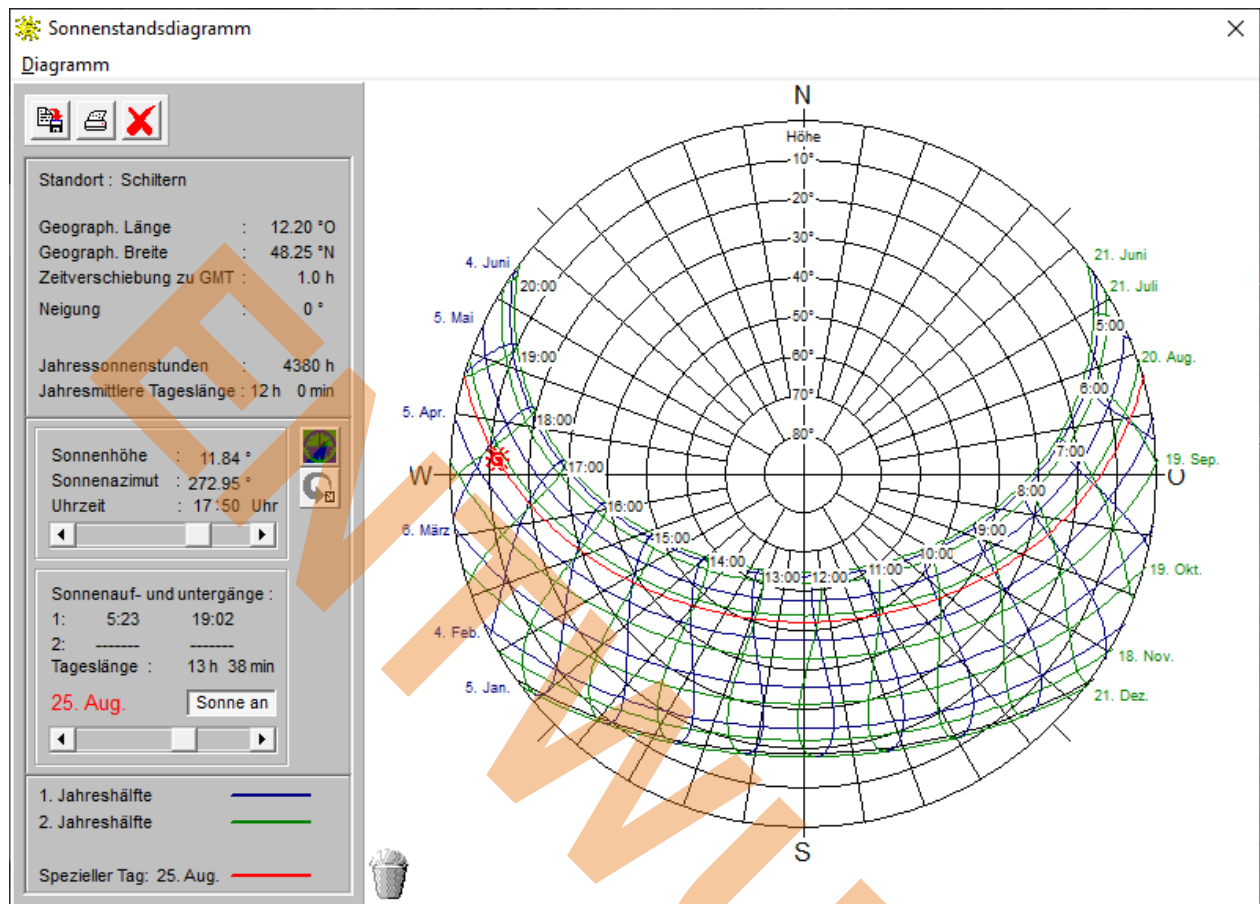 Sonnenstandsdiagramm
Diagramm
Standort : Schiltern
Geograph. Länge : 12.20 °O
Geograph. Breite : 48.25 °N
Zeitverschiebung zu GMT : 1.0 h
Neigung : 0 °
Jahressonnenstunden : 4380 h
Jahresmittlere Tageslänge : 12 h 0 min
Sonnenhöhe : 11.84 °
Sonnenazimut : 272.95 °
Uhrzeit : 17:50 Uhr
Sonnenauf- und untergänge :
1: 5:23 19:02
2: ------- -------
Tageslänge : 13 h 38 min
25. Aug. Sonne an
1. Jahreshälfte
2. Jahreshälfte
Spezieller Tag: 25. Aug.
N
Höhe
10°
20°
30°
40°
50°
60°
70°
80°
4. Juni
5. Mai
5. Apr.
W
6. März
4. Feb.
5. Jan.
21. Juni
21. Juli
20. Aug.
19. Sep.
O
19. Okt.
18. Nov.
21. Dez.
20:00
19:00
18:00
17:00
16:00
15:00
14:00
13:00
12:00
11:00
10:00
9:00
8:00
7:00
6:00
5:00
S